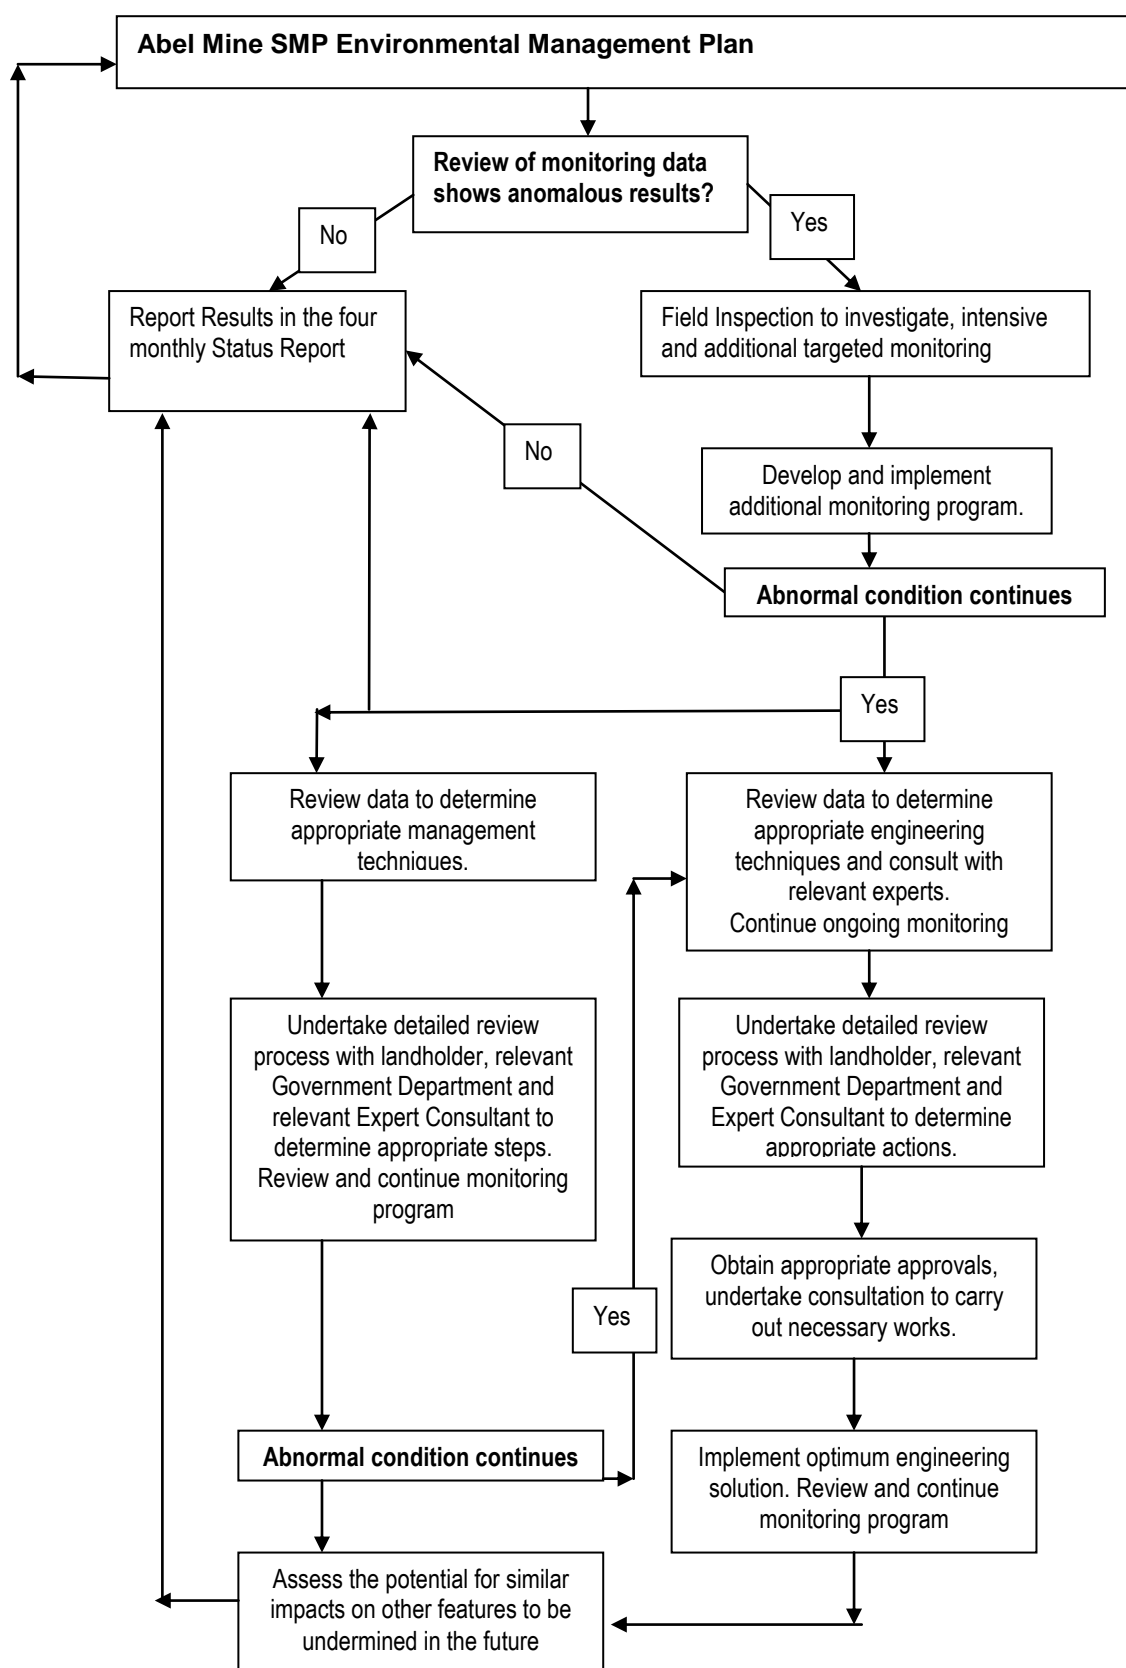 Abel Mine SMP Environmental Management Plan
Review of monitoring data
shows anomalous results?
No
Yes
Report Results in the four
monthly Status Report
Field Inspection to investigate, intensive
and additional targeted monitoring
No
Develop and implement
additional monitoring program.
Abnormal condition continues
Yes
Review data to determine
appropriate management
techniques.
Review data to determine
appropriate engineering
techniques and consult with
relevant experts.
Continue ongoing monitoring
Undertake detailed review
process with landholder, relevant
Government Department and
relevant Expert Consultant to
determine appropriate steps.
Review and continue monitoring
program
Undertake detailed review
process with landholder, relevant
Government Department and
Expert Consultant to determine
appropriate actions.
Yes
Obtain appropriate approvals,
undertake consultation to carry
out necessary works.
Abnormal condition continues
Implement optimum engineering
solution. Review and continue
monitoring program
Assess the potential for similar
impacts on other features to be
undermined in the future